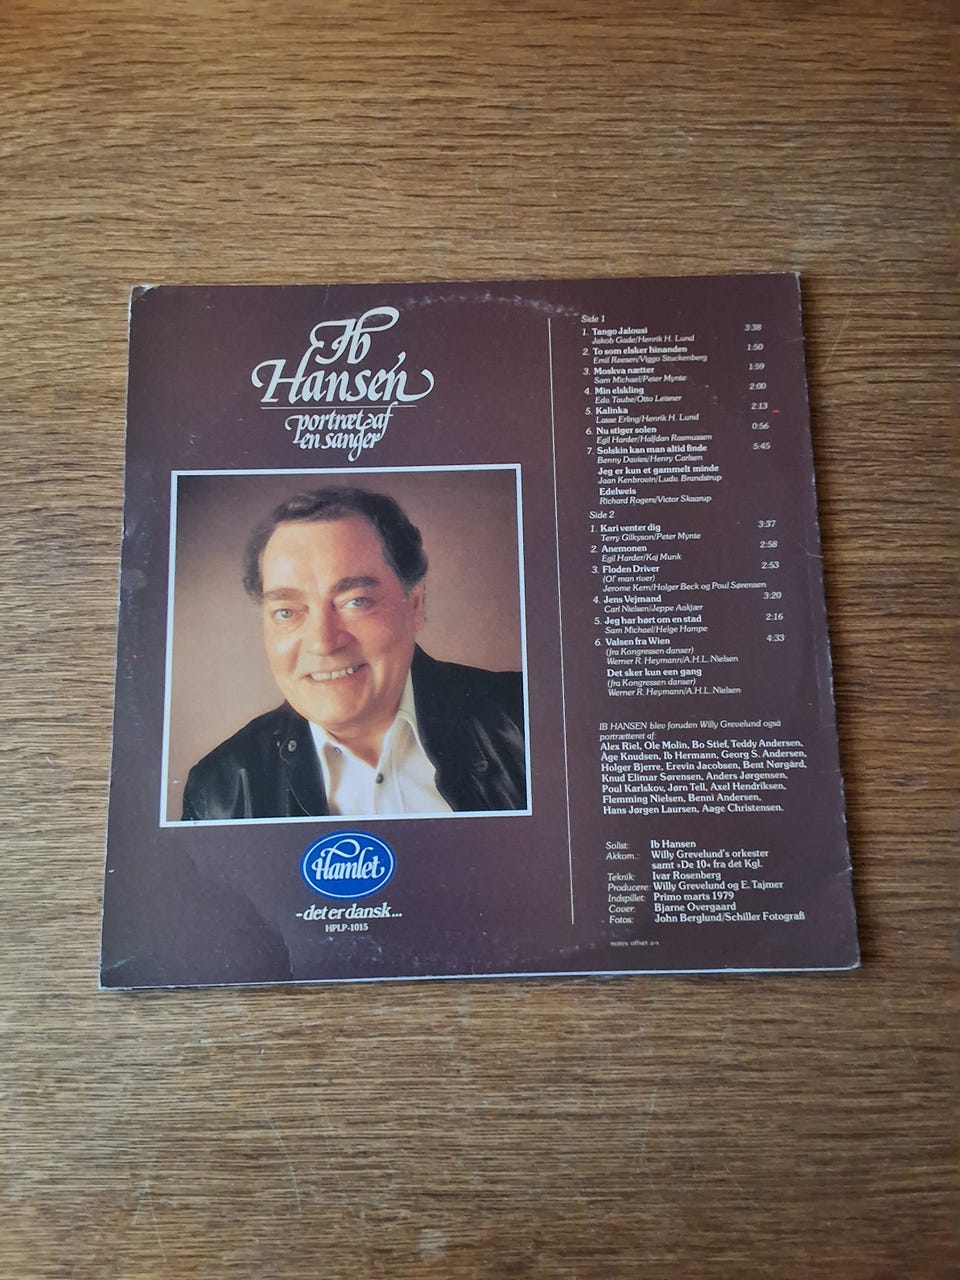 Ib
Hansen
portræt af
en sanger
Hamlet
-det er dansk...
HPLP-1015
Side 1
1. Tango Jalousi 3:38
Jakob Gade/Henrik H. Lund
2. To som elsker hinanden 1:50
Emil Reesen/Viggo Stuckenberg
3. Moskva nætter 1:59
Sam Michael/Peter Mynte
4. Min elskling 2:00
Edv. Taube/Otto Leisner
5. Kalinka 2:13
Lasse Erling/Henrik H. Lund
6. Nu stiger solen 0:56
Egil Harder/Halfdan Rasmussen
7. Solskin kan man altid finde 5:45
Benny Davies/Henry Carlsen
Jeg er kun et gammelt minde
Jaan Kenbrovin/Ludv. Brandstrup
Edelweis
Richard Rogers/Victor Skaarup
Side 2
1. Kari venter dig 3:37
Terry Gilkyson/Peter Mynte
2. Anemonen 2:58
Egil Harder/Kaj Munk
3. Floden Driver 2:53
(Ol' man river)
Jerome Kern/Holger Beck og Poul Sørensen
4. Jens Vejmand 3:20
Carl Nielsen/Jeppe Aakjær
5. Jeg har hørt om en stad 2:16
Sam Michael/Helge Hampe
6. Valsen fra Wien 4:33
(fra Kongressen danser)
Werner R. Heymann/A.H.L. Nielsen
Det sker kun een gang
(fra Kongressen danser)
Werner R. Heymann/A.H.L. Nielsen
IB HANSEN blev foruden Willy Grevelund også
portrætteret af:
Alex Riel, Ole Molin, Bo Stief, Teddy Andersen,
Åge Knudsen, Ib Hermann, Georg S. Andersen,
Holger Bjerre, Erevin Jacobsen, Bent Nørgård,
Knud Elimar Sørensen, Anders Jørgensen,
Poul Karlskov, Jørn Tell, Axel Hendriksen,
Flemming Nielsen, Benni Andersen,
Hans Jørgen Laursen, Aage Christensen.
Solist: Ib Hansen
Akkom.: Willy Grevelund's orkester
samt »De 10« fra det Kgl.
Teknik: Ivar Rosenberg
Producere: Willy Grevelund og E. Tajmer
Indspillet: Primo marts 1979
Cover: Bjarne Overgaard
Fotos: John Berglund/Schiller Fotografi
notex offset a-s